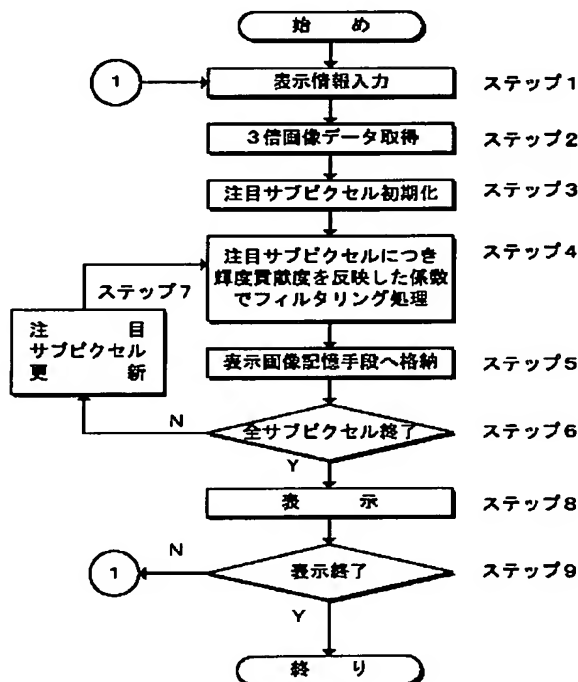 始　め
1
表示情報入力
ステップ1
3倍画像データ取得
ステップ2
注目サブピクセル初期化
ステップ3
注目サブピクセルにつき
輝度貢献度を反映した係数
でフィルタリング処理
ステップ4
ステップ7
注　目
サブピクセル
更　新
表示画像記憶手段へ格納
ステップ5
N
全サブピクセル終了
ステップ6
Y
表　示
ステップ8
N
1
表示終了
ステップ9
Y
終　り